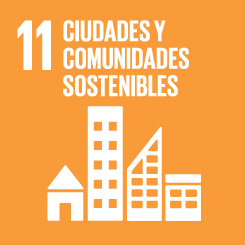 11 CIUDADES Y
COMUNIDADES
SOSTENIBLES